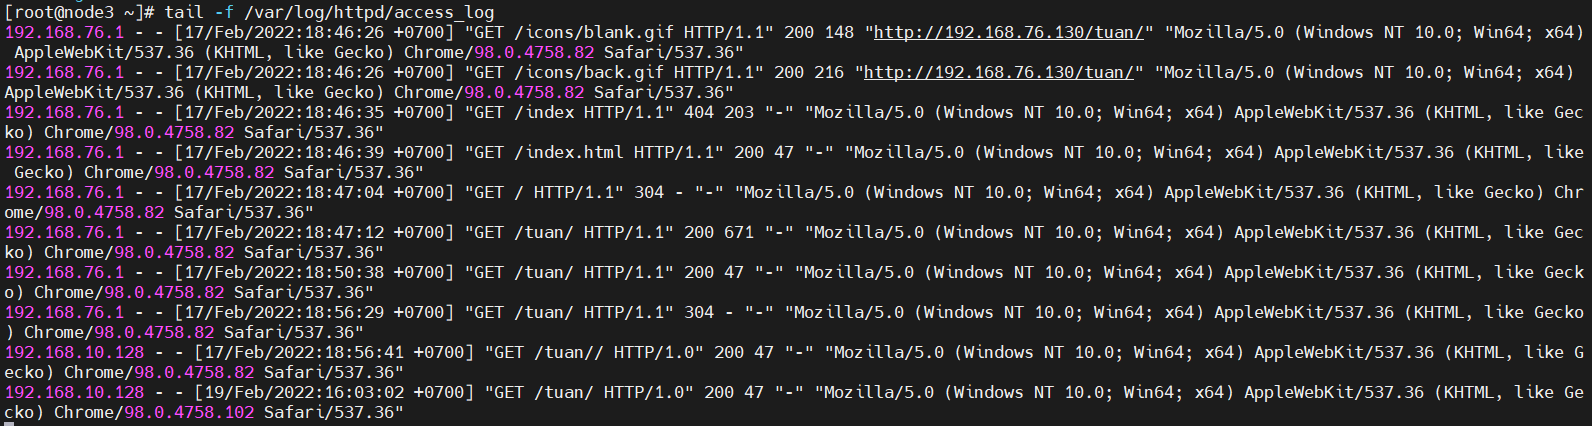 [root@node3 ~]# tail -f /var/log/httpd/access_log
192.168.76.1 - - [17/Feb/2022:18:46:26 +0700] "GET /icons/blank.gif HTTP/1.1" 200 148 "http://192.168.76.130/tuan/" "Mozilla/5.0 (Windows NT 10.0; Win64; x64)
 AppleWebKit/537.36 (KHTML, like Gecko) Chrome/98.0.4758.82 Safari/537.36"
192.168.76.1 - - [17/Feb/2022:18:46:26 +0700] "GET /icons/back.gif HTTP/1.1" 200 216 "http://192.168.76.130/tuan/" "Mozilla/5.0 (Windows NT 10.0; Win64; x64)
AppleWebKit/537.36 (KHTML, like Gecko) Chrome/98.0.4758.82 Safari/537.36"
192.168.76.1 - - [17/Feb/2022:18:46:35 +0700] "GET /index HTTP/1.1" 404 203 "-" "Mozilla/5.0 (Windows NT 10.0; Win64; x64) AppleWebKit/537.36 (KHTML, like Gec
ko) Chrome/98.0.4758.82 Safari/537.36"
192.168.76.1 - - [17/Feb/2022:18:46:39 +0700] "GET /index.html HTTP/1.1" 200 47 "-" "Mozilla/5.0 (Windows NT 10.0; Win64; x64) AppleWebKit/537.36 (KHTML, like
 Gecko) Chrome/98.0.4758.82 Safari/537.36"
192.168.76.1 - - [17/Feb/2022:18:47:04 +0700] "GET / HTTP/1.1" 304 - "-" "Mozilla/5.0 (Windows NT 10.0; Win64; x64) AppleWebKit/537.36 (KHTML, like Gecko) Chr
ome/98.0.4758.82 Safari/537.36"
192.168.76.1 - - [17/Feb/2022:18:47:12 +0700] "GET /tuan/ HTTP/1.1" 200 671 "-" "Mozilla/5.0 (Windows NT 10.0; Win64; x64) AppleWebKit/537.36 (KHTML, like Gec
ko) Chrome/98.0.4758.82 Safari/537.36"
192.168.76.1 - - [17/Feb/2022:18:50:38 +0700] "GET /tuan/ HTTP/1.1" 200 47 "-" "Mozilla/5.0 (Windows NT 10.0; Win64; x64) AppleWebKit/537.36 (KHTML, like Geck
o) Chrome/98.0.4758.82 Safari/537.36"
192.168.76.1 - - [17/Feb/2022:18:56:29 +0700] "GET /tuan/ HTTP/1.1" 304 - "-" "Mozilla/5.0 (Windows NT 10.0; Win64; x64) AppleWebKit/537.36 (KHTML, like Gecko
) Chrome/98.0.4758.82 Safari/537.36"
192.168.10.128 - - [17/Feb/2022:18:56:41 +0700] "GET /tuan// HTTP/1.0" 200 47 "-" "Mozilla/5.0 (Windows NT 10.0; Win64; x64) AppleWebKit/537.36 (KHTML, like G
ecko) Chrome/98.0.4758.82 Safari/537.36"
192.168.10.128 - - [19/Feb/2022:16:03:02 +0700] "GET /tuan/ HTTP/1.0" 200 47 "-" "Mozilla/5.0 (Windows NT 10.0; Win64; x64) AppleWebKit/537.36 (KHTML, like Ge
cko) Chrome/98.0.4758.102 Safari/537.36"